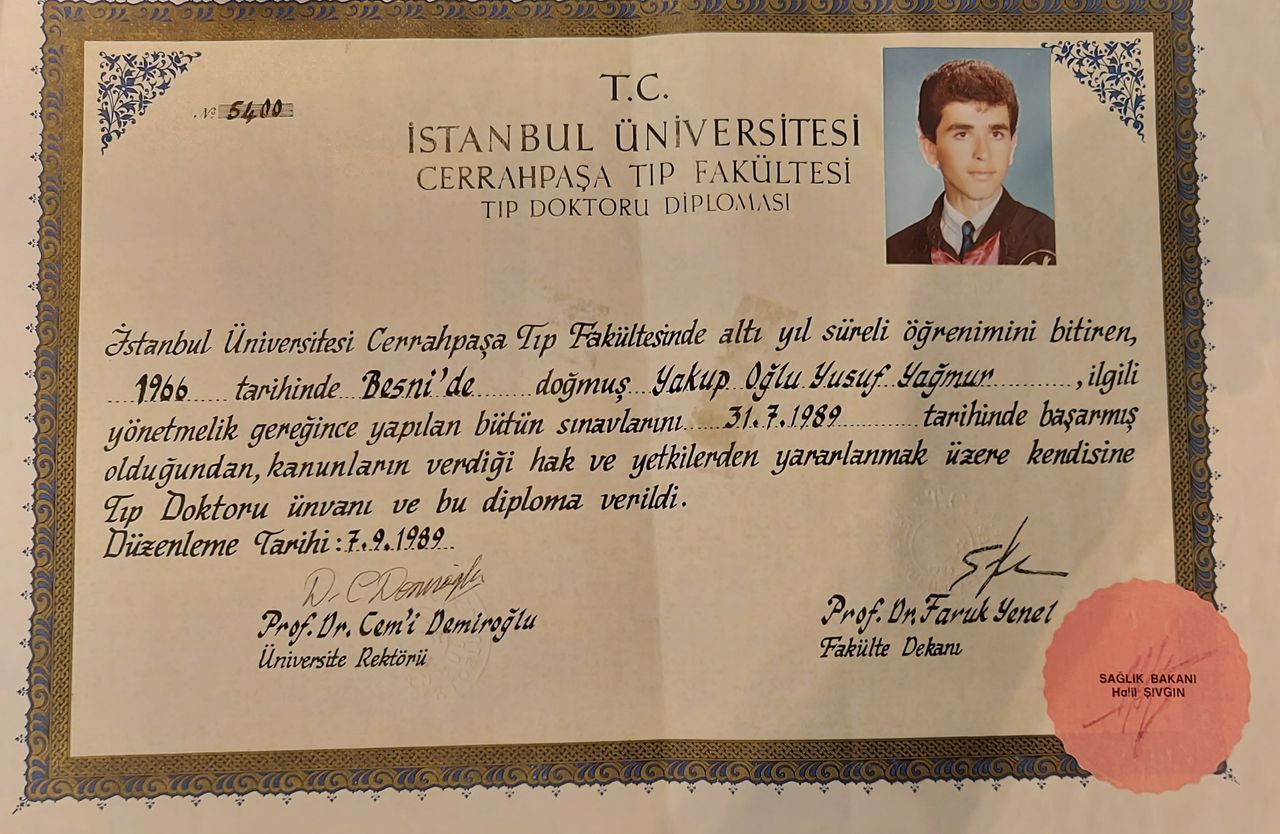 No 5400
T.C.
İSTANBUL ÜNİVERSİTESİ
CERRAHPAŞA TIP FAKÜLTESİ
TIP DOKTORU DİPLOMASI
İstanbul Üniversitesi Cerrahpaşa Tıp Fakültesinde altı yıl süreli öğrenimini bitiren,
1966 tarihinde Besni'de doğmuş Yakup Oğlu Yusuf Yağmur, ilgili
yönetmelik gereğince yapılan bütün sınavlarını 31.7.1989 tarihinde başarmış
olduğundan, kanunların verdiği hak ve yetkilerden yararlanmak üzere kendisine
Tıp Doktoru ünvanı ve bu diploma verildi.
Düzenleme Tarihi: 7.9.1989
Dr C Demiroğlu
Prof. Dr. Cem'i Demiroğlu
Üniversite Rektörü
Prof. Dr. Faruk Yenel
Fakülte Dekanı
SAĞLIK BAKANI
Halil ŞIVGIN